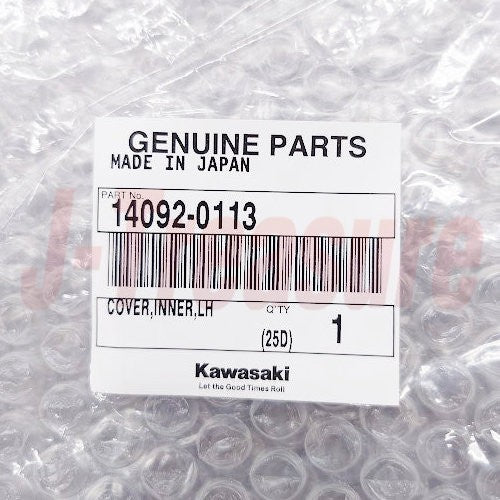 GENUINE PARTS
MADE IN JAPAN
PART No.
14092-0113
COVER,INNER,LH
Q'TY
(25D)
1
Kawasaki
Let the Good Times Roll